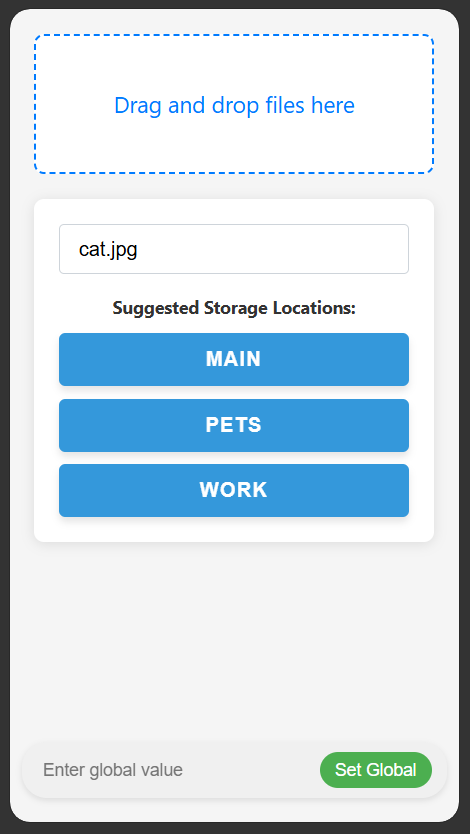 Drag and drop files here
cat.jpg
Suggested Storage Locations:
MAIN
PETS
WORK
Enter global value
Set Global